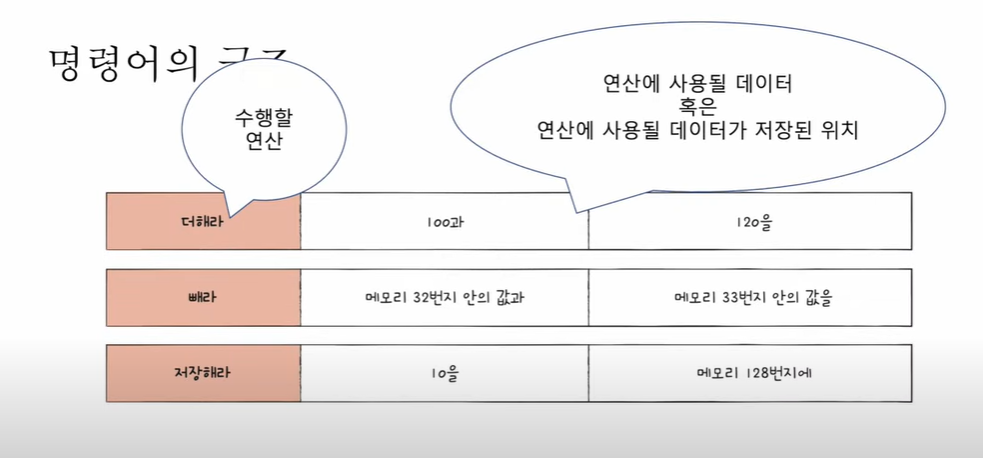 명령어의
수행할
연산
연산에 사용될 데이터
혹은
연산에 사용될 데이터가 저장된 위치
더해라 100과 120을
빼라 메모리 32번지 안의 값과 메모리 33번지 안의 값을
저장해라 10을 메모리 128번지에